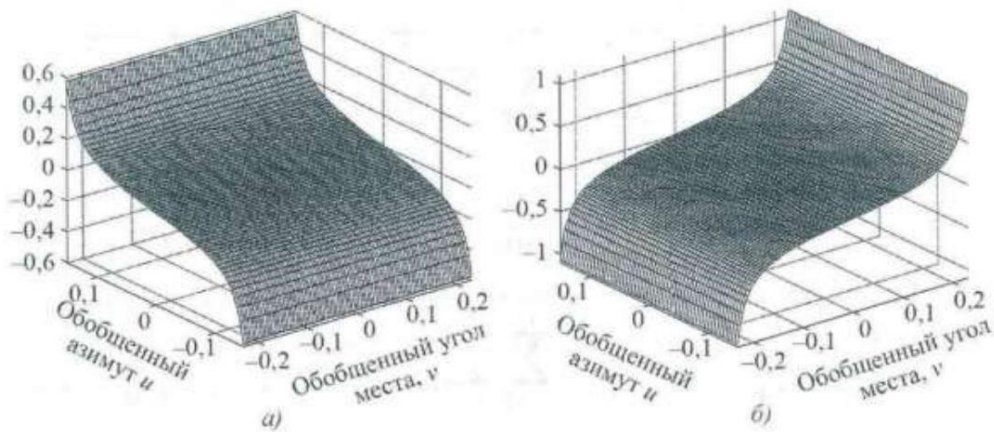 0,6
0,4
0,2
0
–0,2
–0,4
–0,6
0,1
0
–0,1
–0,2
–0,1
0
0,1
0,2
Обобщенный
азимут u
Обобщенный угол
места, v
а)
1
0,5
0
–0,5
–1
0,1
0
–0,1
–0,2
–0,1
0
0,1
0,2
Обобщенный
азимут u
Обобщенный угол
места, v
б)